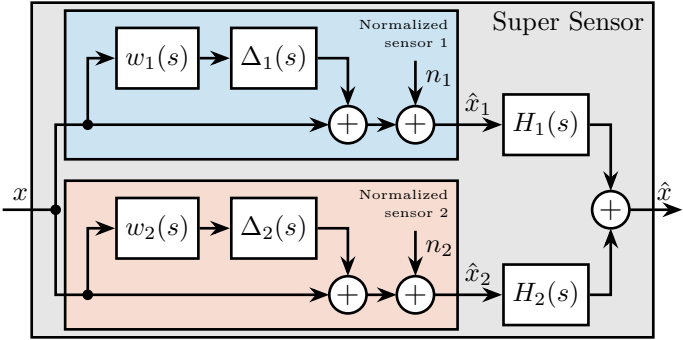 Super Sensor
Normalized
sensor 1
w₁(s)
Δ₁(s)
n₁
x̂₁
H₁(s)
+
+
x
+
x̂
Normalized
sensor 2
w₂(s)
Δ₂(s)
n₂
x̂₂
H₂(s)
+
+